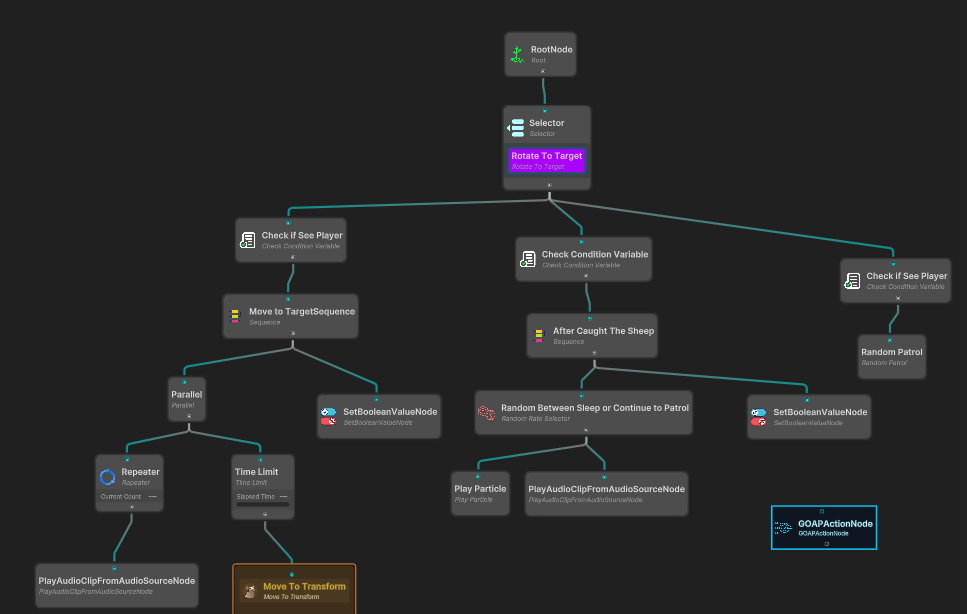 RootNode
Root
Selector
Selector
Rotate To Target
Rotate To Target
Check if See Player
Check Condition Variable
Check Condition Variable
Check Condition Variable
Check if See Player
Check Condition Variable
Move to TargetSequence
Sequence
After Caught The Sheep
Sequance
Random Patrol
Random Patrol
Parallel
Parallel
SetBooleanValueNode
SetBooleanValueNode
Random Between Sleep or Continue to Patrol
Random Rate Selector
SetBooleanValueNode
SetBooleanValueNode
Repeater
Repeater
Current Count
Time Limit
Time Limit
Elapsed Time
Play Particle
Play Particle
PlayAudioClipFromAudioSourceNode
PlayAudioClipFromAudioSourceNode
GOAPActionNode
GOAPActionNode
PlayAudioClipFromAudioSourceNode
PlayAudioClipFromAudioSourceNode
Move To Transform
Move To Transform